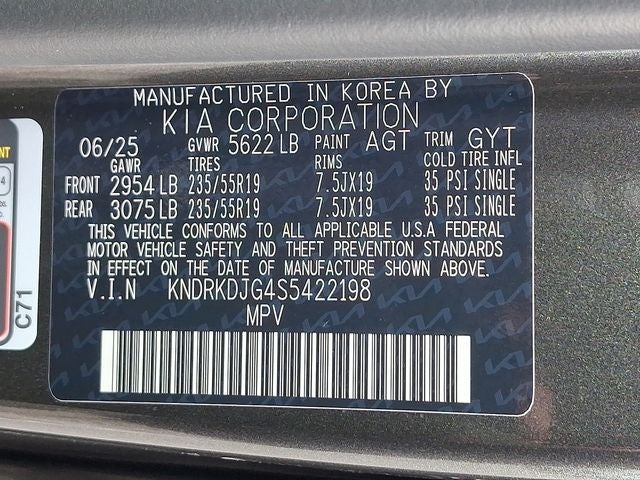 MANUFACTURED IN KOREA BY
KIA CORPORATION
06/25 GVWR 5622 LB PAINT AGT TRIM GYT
GAWR TIRES RIMS COLD TIRE INFL
FRONT 2954 LB 235/55R19 7.5JX19 35 PSI SINGLE
REAR 3075 LB 235/55R19 7.5JX19 35 PSI SINGLE
THIS VEHICLE CONFORMS TO ALL APPLICABLE U.S.A FEDERAL
MOTOR VEHICLE SAFETY AND THEFT PREVENTION STANDARDS
IN EFFECT ON THE DATE OF MANUFACTURE SHOWN ABOVE.
V.I.N KNDRKDJG4S5422198
MPV
C71